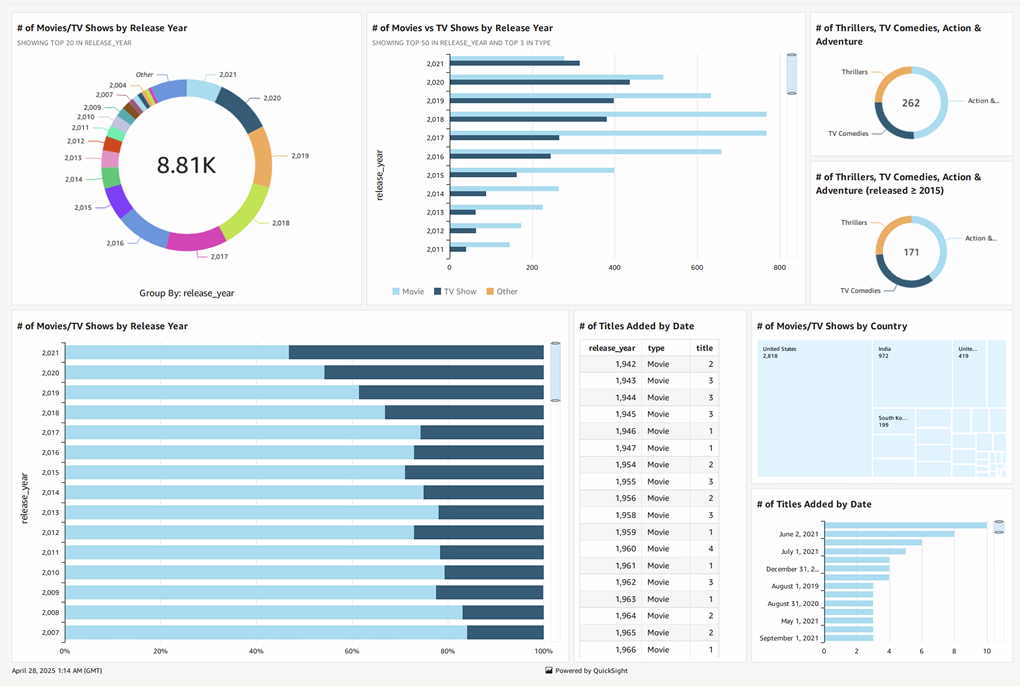 # of Movies/TV Shows by Release Year
SHOWING TOP 20 IN RELEASE_YEAR
Other
2,021
2,004
2,020
2,007
2,009
2,010
2,011
2,012
2,019
2,013
2,014
2,015
2,018
2,016
2,017
8.81K
Group By: release_year
# of Movies vs TV Shows by Release Year
SHOWING TOP 50 IN RELEASE_YEAR AND TOP 3 IN TYPE
release_year
2,021
2,020
2,019
2,018
2,017
2,016
2,015
2,014
2,013
2,012
2,011
0 200 400 600 800
Movie TV Show Other
# of Thrillers, TV Comedies, Action &
Adventure
Thrillers
262
Action &..
TV Comedies
# of Thrillers, TV Comedies, Action &
Adventure (released ≥ 2015)
Thrillers
Action &..
171
TV Comedies
# of Movies/TV Shows by Release Year
release_year
2,021
2,020
2,019
2,018
2,017
2,016
2,015
2,014
2,013
2,012
2,011
2,010
2,009
2,008
2,007
0% 20% 40% 60% 80% 100%
# of Titles Added by Date
release_year type title
1,942 Movie 2
1,943 Movie 3
1,944 Movie 3
1,945 Movie 3
1,946 Movie 1
1,947 Movie 1
1,954 Movie 2
1,955 Movie 3
1,956 Movie 2
1,958 Movie 3
1,959 Movie 1
1,960 Movie 4
1,961 Movie 1
1,962 Movie 3
1,963 Movie 1
1,964 Movie 2
1,965 Movie 2
1,966 Movie 1
# of Movies/TV Shows by Country
United States
2,818
India
972
Unite...
419
South Ko...
199
# of Titles Added by Date
June 2, 2021
July 1, 2021
December 31, 2...
August 1, 2019
August 31, 2020
May 1, 2021
September 1, 2021
0 2 4 6 8 10
April 28, 2025 1:14 AM (GMT)
Powered by QuickSight